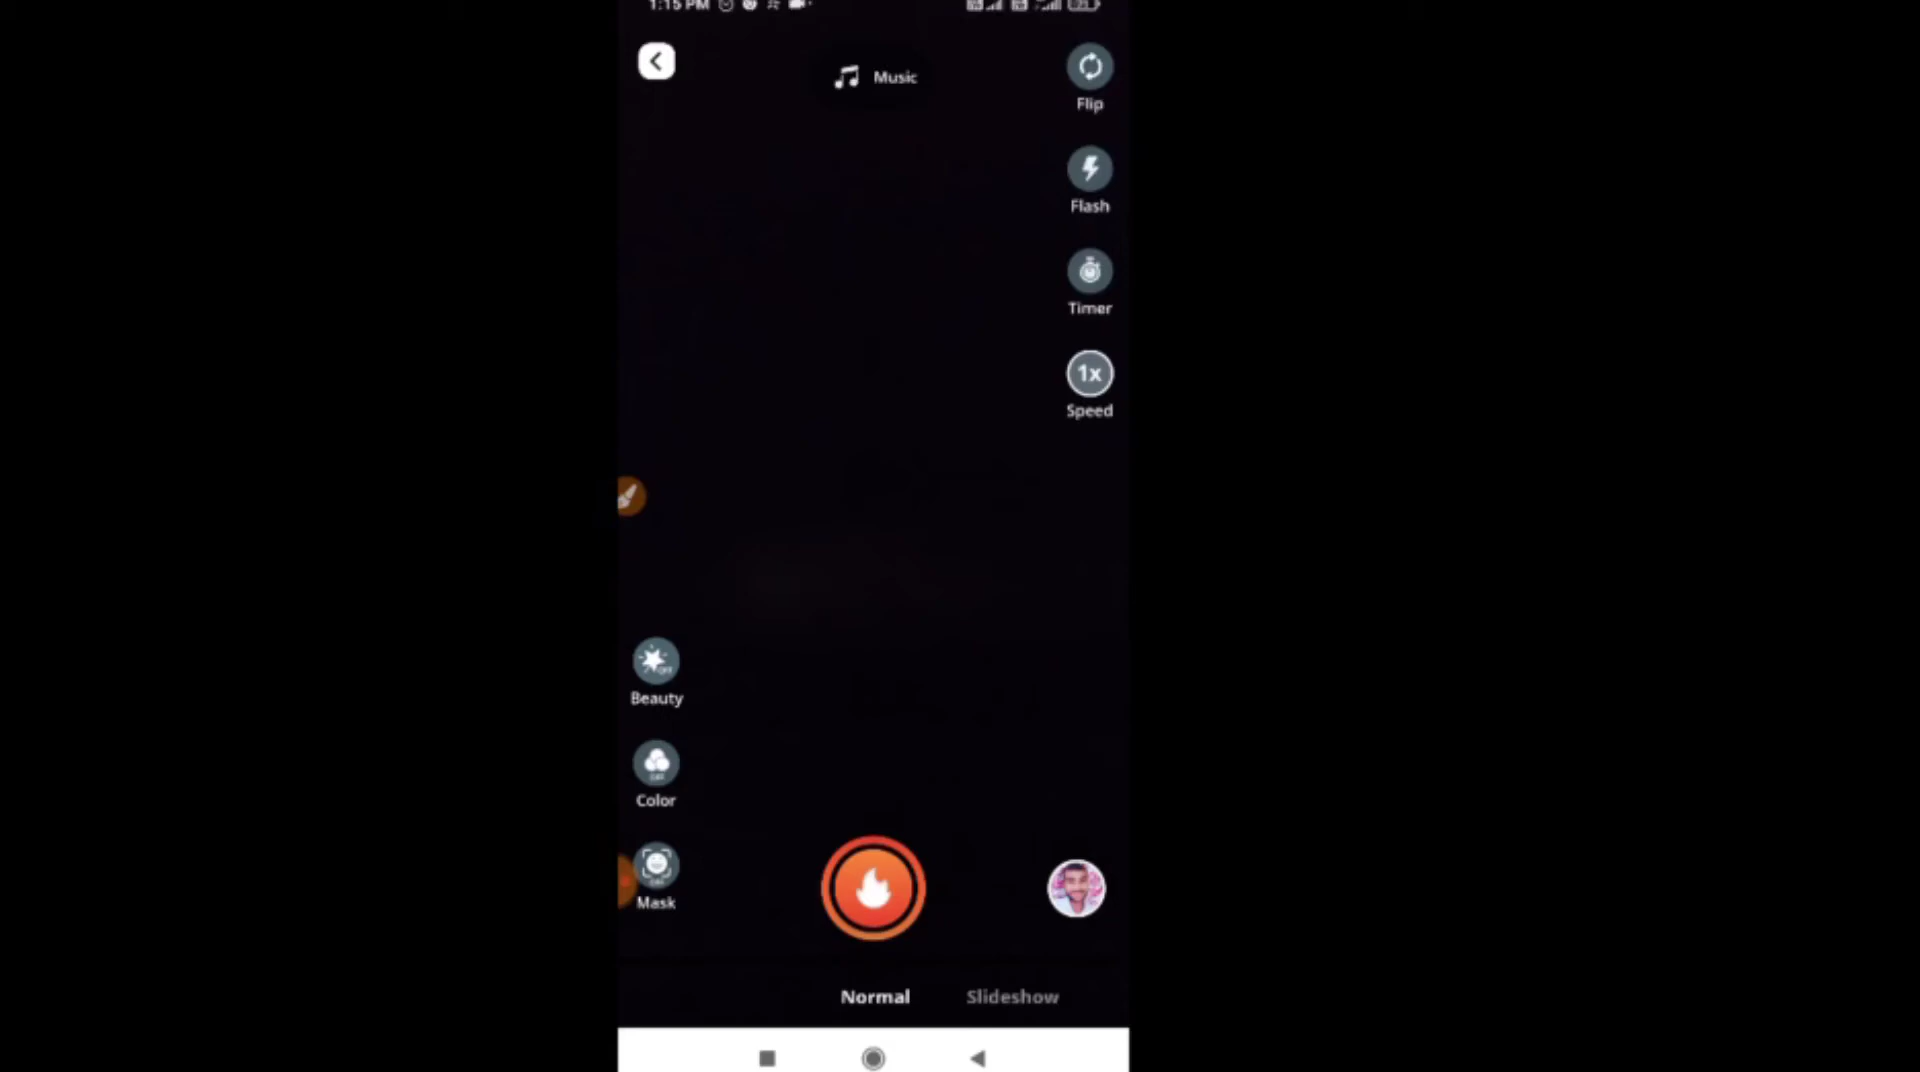 1:15 PM
Music
Flip
Flash
Timer
1x
Speed
Beauty
Color
Mask
Normal
Slideshow